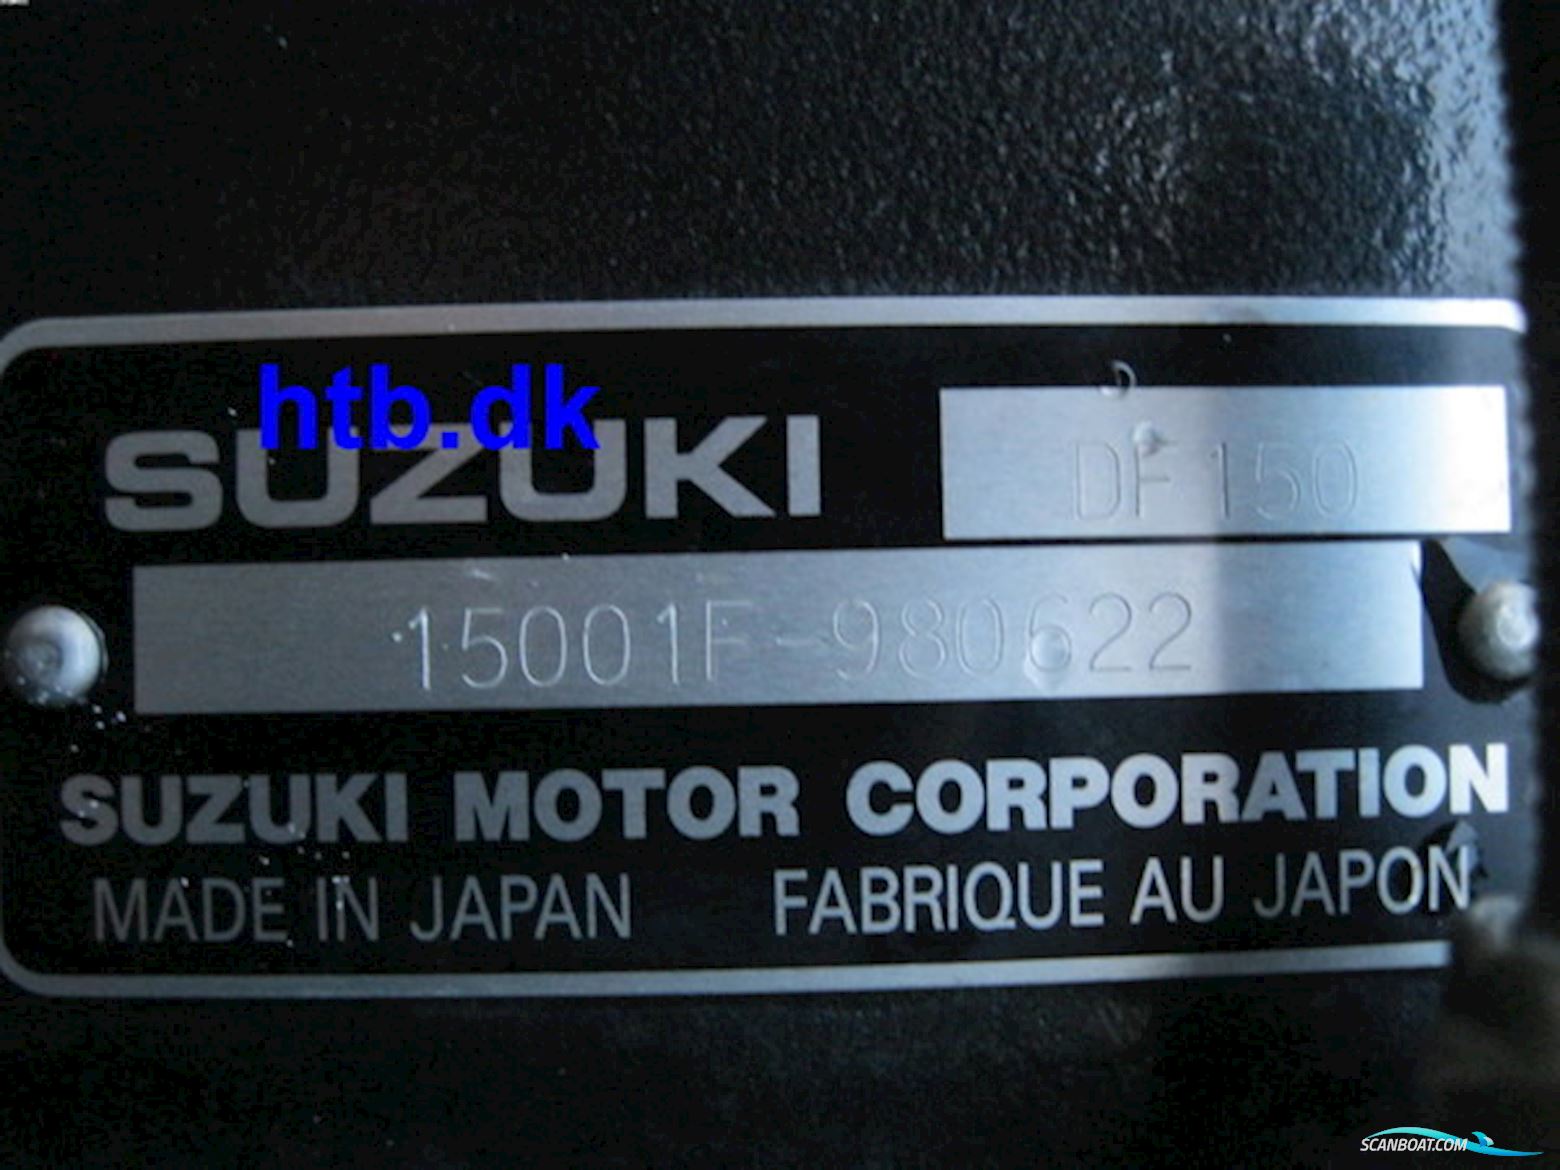 htb.dk
SUZUKI
DF150
15001F-980622
SUZUKI MOTOR CORPORATION
MADE IN JAPAN FABRIQUE AU JAPON
SCANBOAT.COM